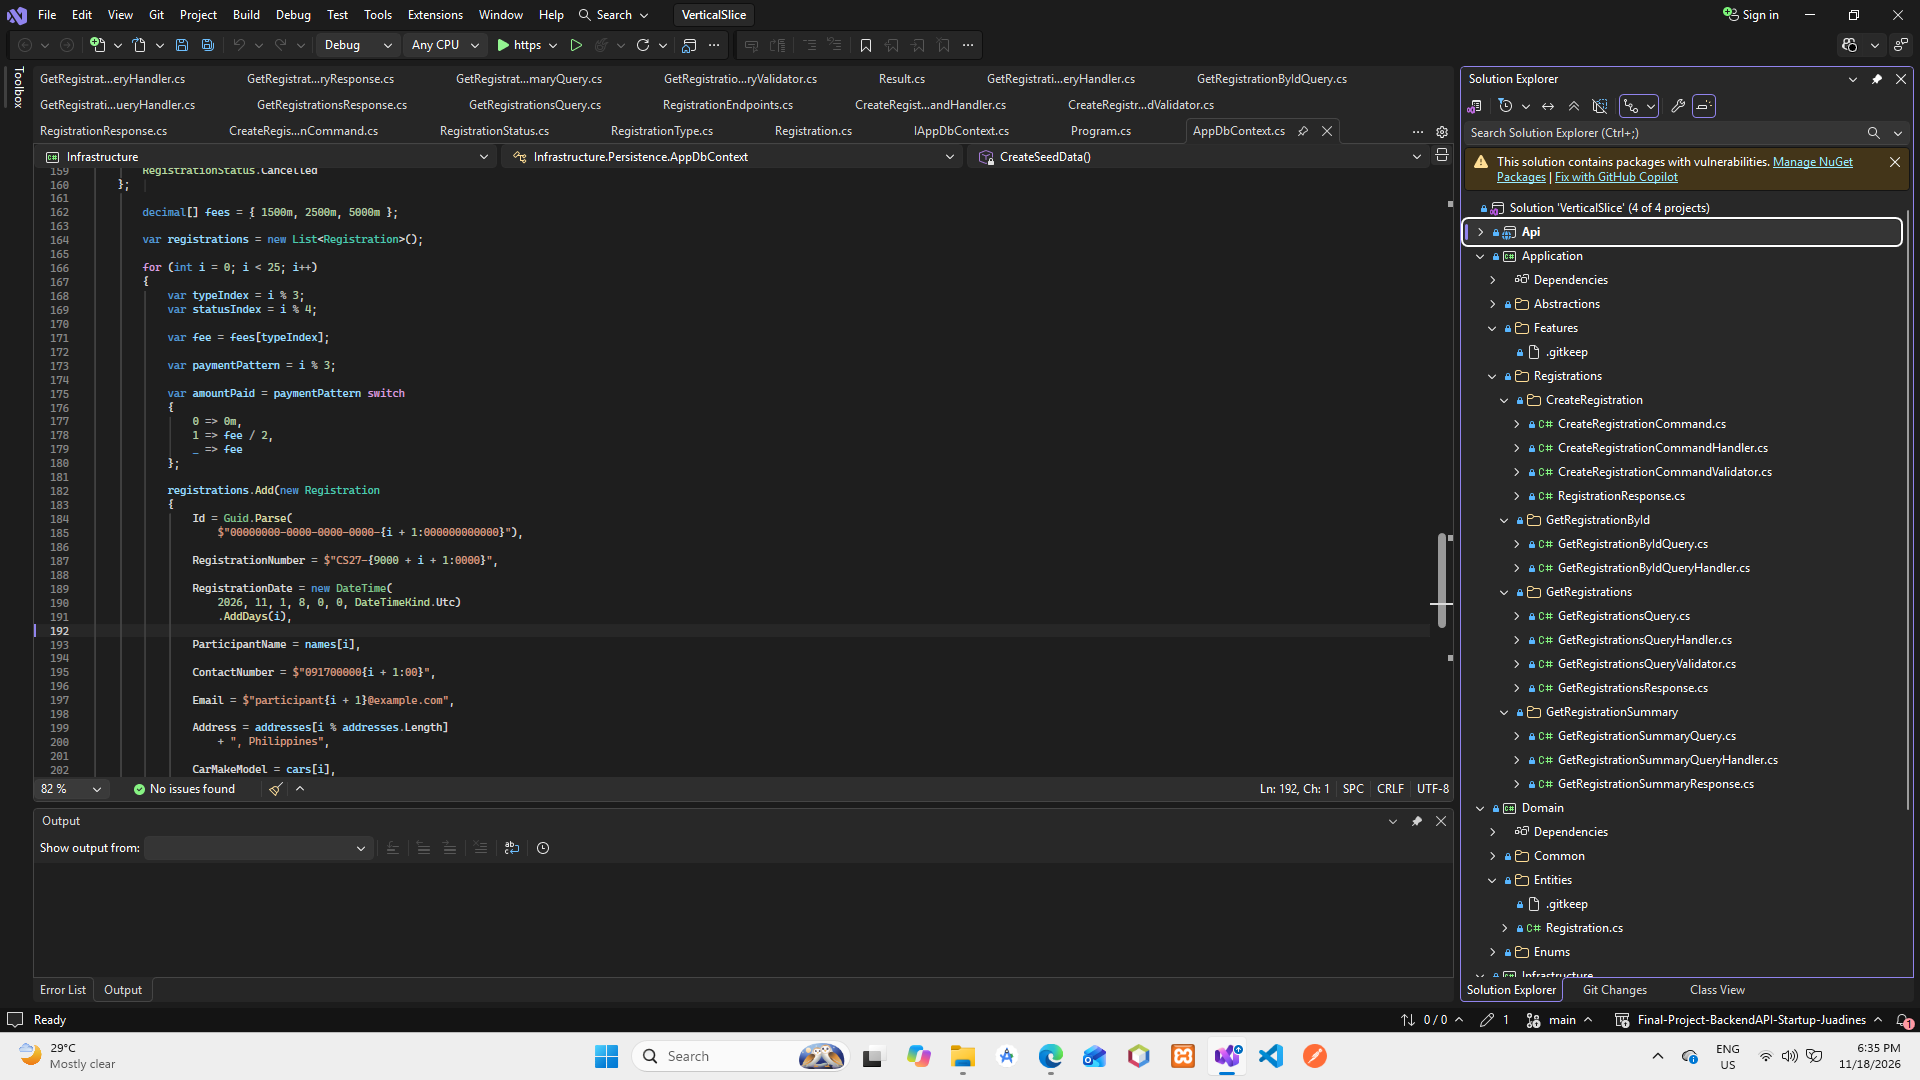 File Edit View Git Project Build Debug Test Tools Extensions Window Help Search VerticalSlice Sign in
Debug Any CPU https
Toolbox
GetRegistrat...eryHandler.cs GetRegistrat...ryResponse.cs GetRegistrat...maryQuery.cs GetRegistratio...ryValidator.cs Result.cs GetRegistrati...eryHandler.cs GetRegistrationByIdQuery.cs
GetRegistrati...ueryHandler.cs GetRegistrationsResponse.cs GetRegistrationsQuery.cs RegistrationEndpoints.cs CreateRegist...andHandler.cs CreateRegistr...dValidator.cs
RegistrationResponse.cs CreateRegis...nCommand.cs RegistrationStatus.cs RegistrationType.cs Registration.cs IAppDbContext.cs Program.cs AppDbContext.cs
Infrastructure Infrastructure.Persistence.AppDbContext CreateSeedData()
159 RegistrationStatus.Cancelled
160 };
161
162 decimal[] fees = { 1500m, 2500m, 5000m };
163
164 var registrations = new List<Registration>();
165
166 for (int i = 0; i < 25; i++)
167 {
168 var typeIndex = i % 3;
169 var statusIndex = i % 4;
170
171 var fee = fees[typeIndex];
172
173 var paymentPattern = i % 3;
174
175 var amountPaid = paymentPattern switch
176 {
177 0 => 0m,
178 1 => fee / 2,
179 _ => fee
180 };
181
182 registrations.Add(new Registration
183 {
184 Id = Guid.Parse(
185 $"00000000-0000-0000-0000-{i + 1:000000000000}"),
186
187 RegistrationNumber = $"CS27-{9000 + i + 1:0000}",
188
189 RegistrationDate = new DateTime(
190 2026, 11, 1, 8, 0, 0, DateTimeKind.Utc)
191 .AddDays(i),
192
193 ParticipantName = names[i],
194
195 ContactNumber = $"091700000{i + 1:00}",
196
197 Email = $"participant{i + 1}@example.com",
198
199 Address = addresses[i % addresses.Length]
200 + ", Philippines",
201
202 CarMakeModel = cars[i],
82 % No issues found Ln: 192, Ch: 1 SPC CRLF UTF-8
Output
Show output from:
Error List Output
Solution Explorer
Search Solution Explorer (Ctrl+;)
This solution contains packages with vulnerabilities. Manage NuGet
Packages | Fix with GitHub Copilot
Solution 'VerticalSlice' (4 of 4 projects)
Api
Application
Dependencies
Abstractions
Features
.gitkeep
Registrations
CreateRegistration
C# CreateRegistrationCommand.cs
C# CreateRegistrationCommandHandler.cs
C# CreateRegistrationCommandValidator.cs
C# RegistrationResponse.cs
GetRegistrationById
C# GetRegistrationByIdQuery.cs
C# GetRegistrationByIdQueryHandler.cs
GetRegistrations
C# GetRegistrationsQuery.cs
C# GetRegistrationsQueryHandler.cs
C# GetRegistrationsQueryValidator.cs
C# GetRegistrationsResponse.cs
GetRegistrationSummary
C# GetRegistrationSummaryQuery.cs
C# GetRegistrationSummaryQueryHandler.cs
C# GetRegistrationSummaryResponse.cs
Domain
Dependencies
Common
Entities
.gitkeep
C# Registration.cs
Enums
Infrastructure
Solution Explorer Git Changes Class View
Ready 0 / 0 1 main Final-Project-BackendAPI-Startup-Juadines 1
29°C
Mostly clear
Search
ENG
US
6:35 PM
11/18/2026